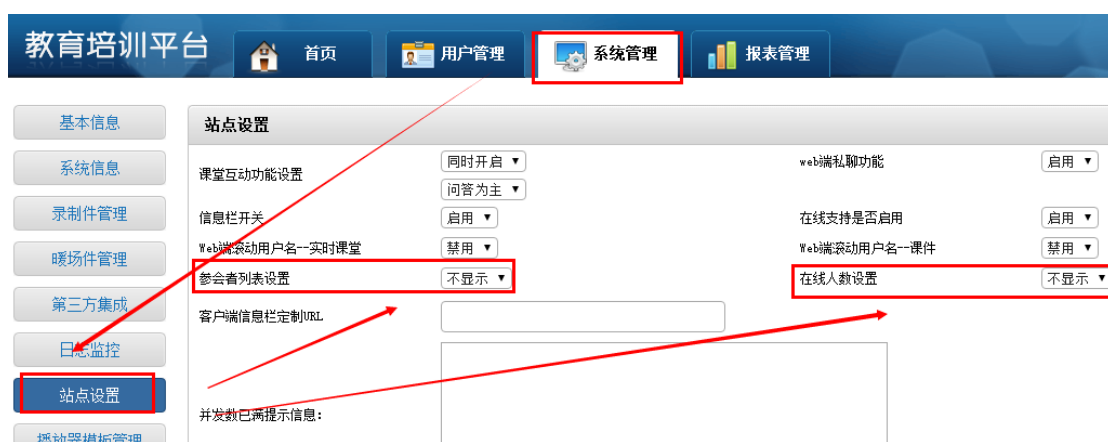 教育培训平台
首页
用户管理
系统管理
报表管理
基本信息
系统信息
录制件管理
暖场件管理
第三方集成
日志监控
站点设置
播放器模板管理
站点设置
课堂互动功能设置 同时开启 web端私聊功能 启用
问答为主
信息栏开关 启用 在线支持是否启用 启用
Web端滚动用户名--实时课堂 禁用 Web端滚动用户名--课件 禁用
参会者列表设置 不显示 在线人数设置 不显示
客户端信息栏定制URL
并发数已满提示信息: